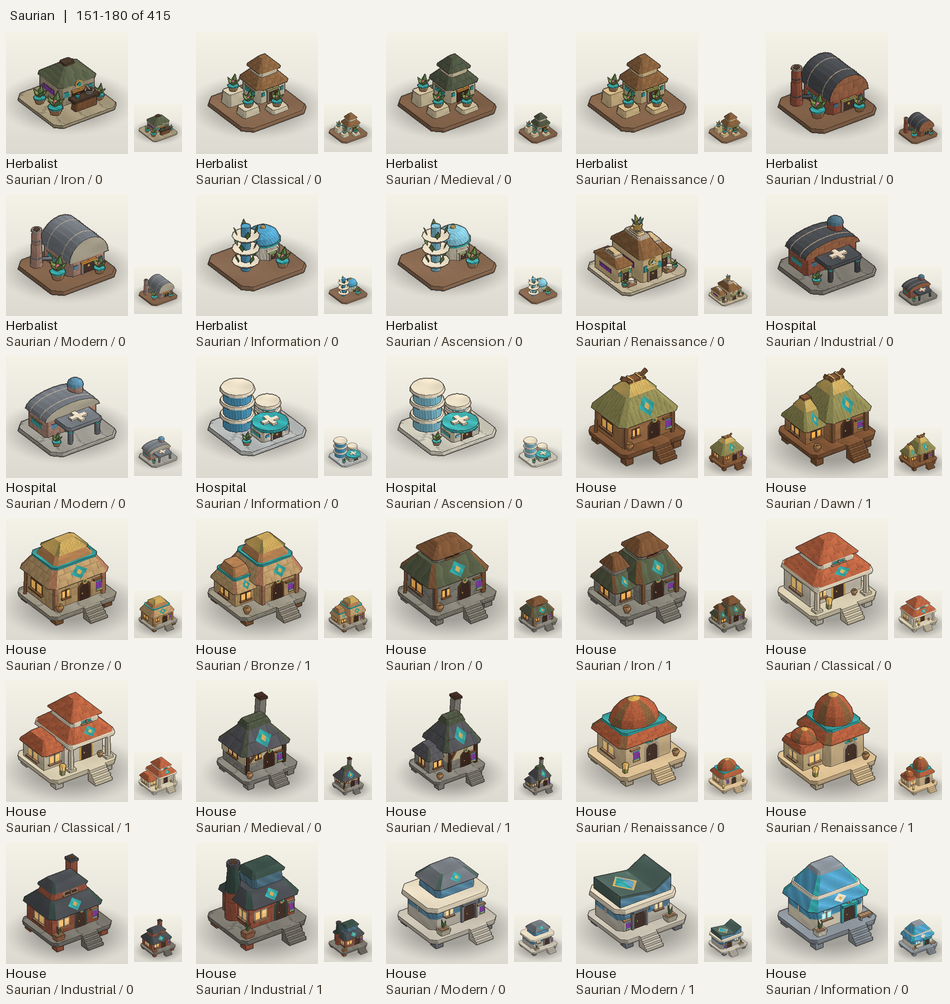 Saurian | 151-180 of 415
Herbalist
Saurian / Iron / 0
Herbalist
Saurian / Classical / 0
Herbalist
Saurian / Medieval / 0
Herbalist
Saurian / Renaissance / 0
Herbalist
Saurian / Industrial / 0
Herbalist
Saurian / Modern / 0
Herbalist
Saurian / Information / 0
Herbalist
Saurian / Ascension / 0
Hospital
Saurian / Renaissance / 0
Hospital
Saurian / Industrial / 0
Hospital
Saurian / Modern / 0
Hospital
Saurian / Information / 0
Hospital
Saurian / Ascension / 0
House
Saurian / Dawn / 0
House
Saurian / Dawn / 1
House
Saurian / Bronze / 0
House
Saurian / Bronze / 1
House
Saurian / Iron / 0
House
Saurian / Iron / 1
House
Saurian / Classical / 0
House
Saurian / Classical / 1
House
Saurian / Medieval / 0
House
Saurian / Medieval / 1
House
Saurian / Renaissance / 0
House
Saurian / Renaissance / 1
House
Saurian / Industrial / 0
House
Saurian / Industrial / 1
House
Saurian / Modern / 0
House
Saurian / Modern / 1
House
Saurian / Information / 0